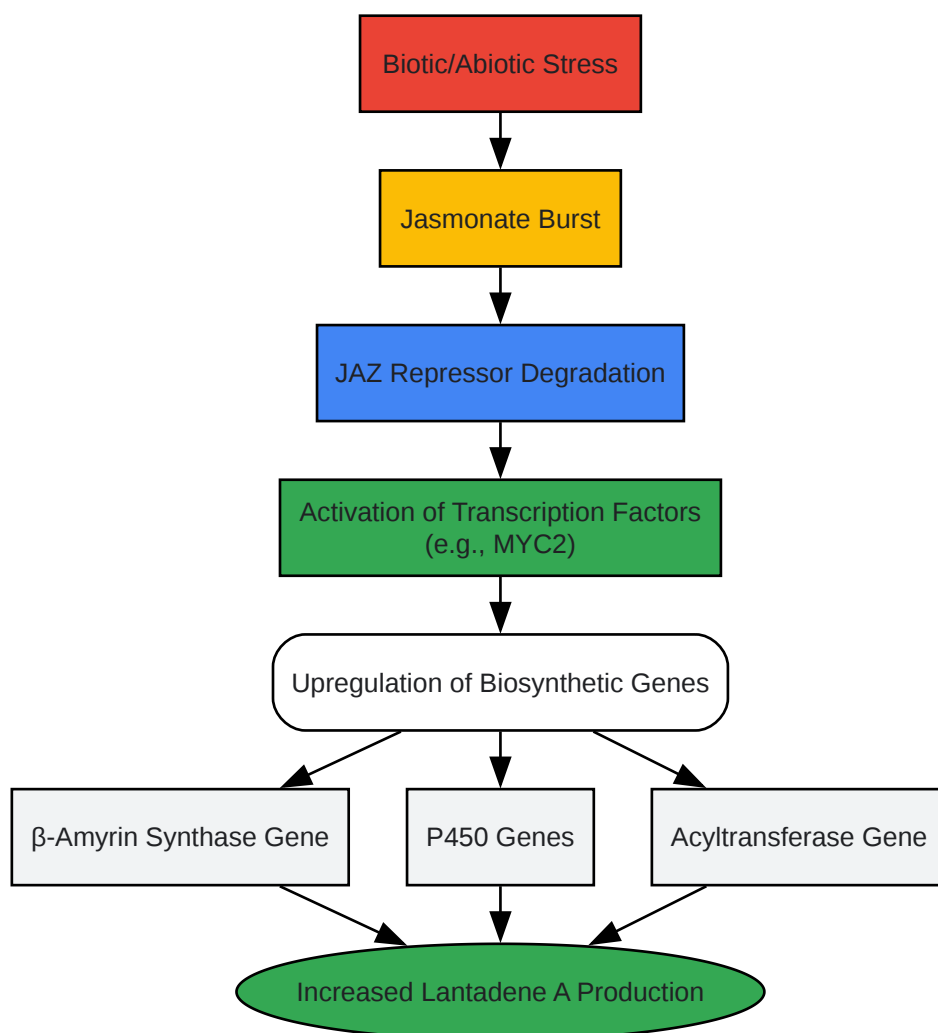 Biotic/Abiotic Stress
Jasmonate Burst
JAZ Repressor Degradation
Activation of Transcription Factors
(e.g., MYC2)
Upregulation of Biosynthetic Genes
β-Amyrin Synthase Gene
P450 Genes
Acyltransferase Gene
Increased Lantadene A Production